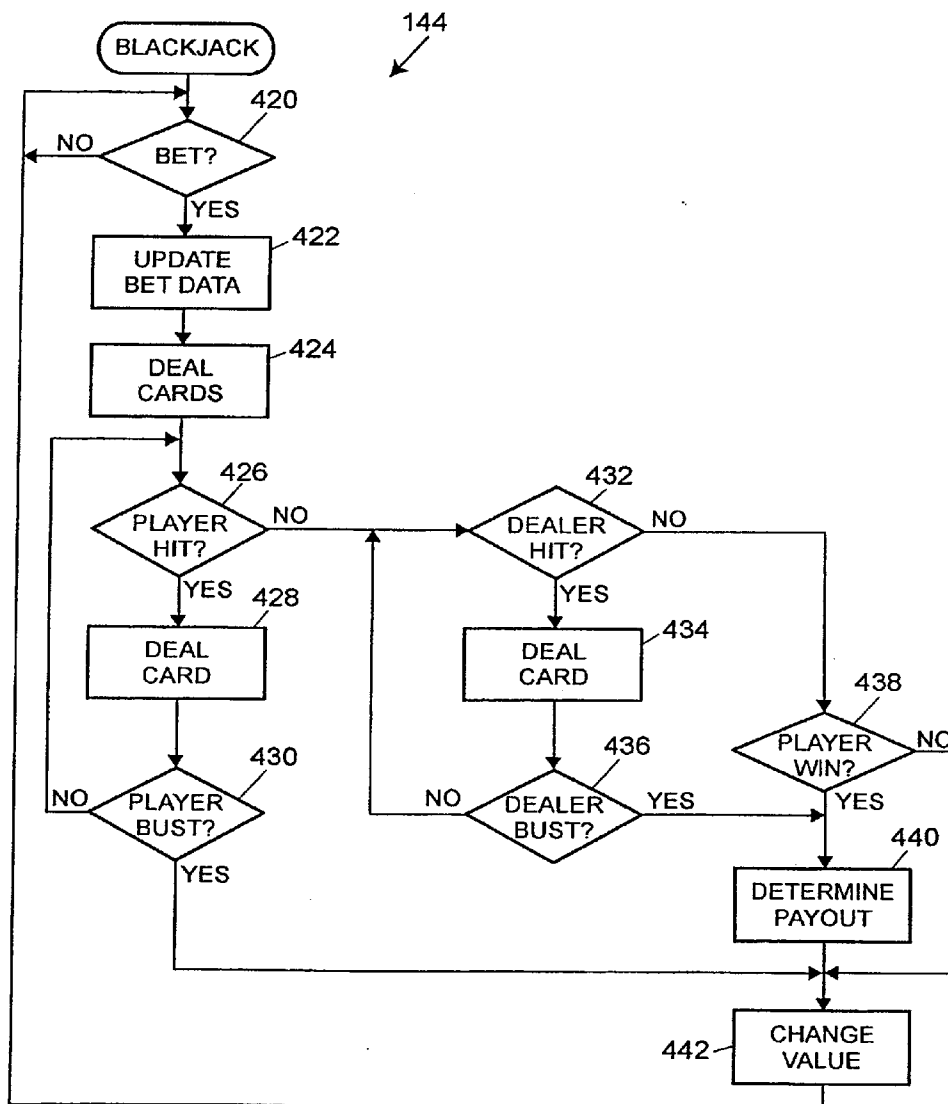 144
BLACKJACK
420
NO
BET?
YES
422
UPDATE
BET DATA
424
DEAL
CARDS
426
PLAYER
HIT?
NO
YES
432
DEALER
HIT?
NO
YES
428
DEAL
CARD
434
DEAL
CARD
438
PLAYER
WIN?
NO
YES
430
NO
PLAYER
BUST?
YES
436
NO
DEALER
BUST?
YES
440
DETERMINE
PAYOUT
442
CHANGE
VALUE